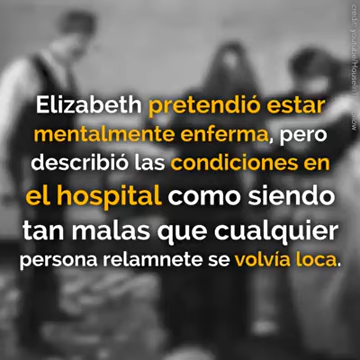 Elizabeth pretendió estar
mentalmente enferma, pero
describió las condiciones en
el hospital como siendo
tan malas que cualquier
persona relamnete se volvía loca.